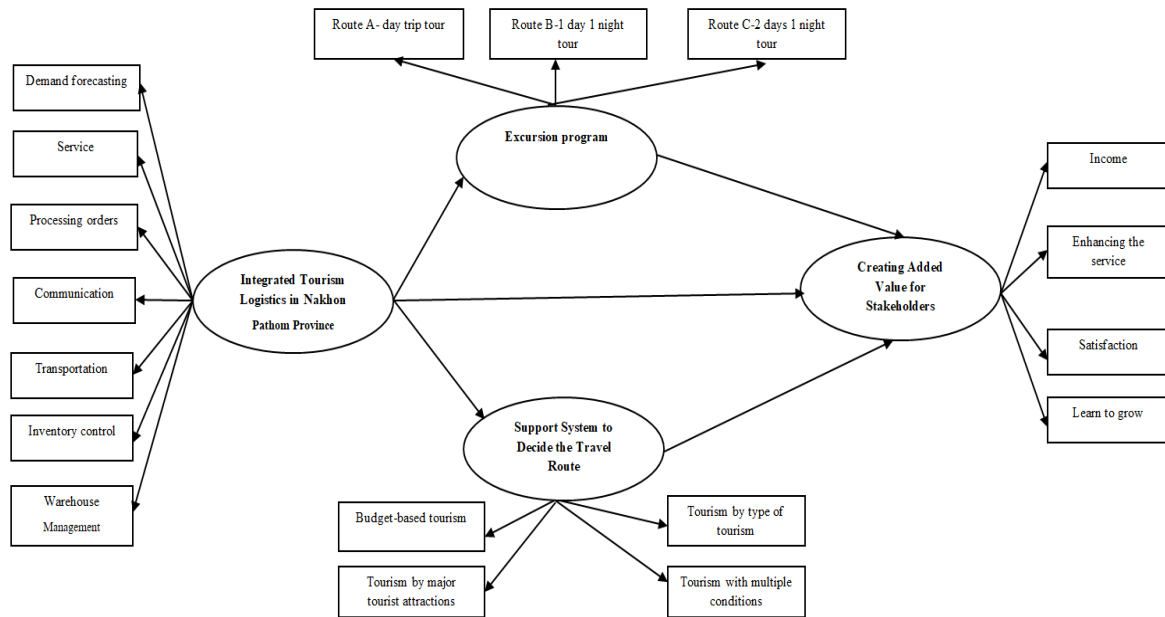 Route A- day trip tour
Route B-1 day 1 night
tour
Route C-2 days 1 night
tour
Demand forecasting
Service
Processing orders
Communication
Transportation
Inventory control
Warehouse
Management
Excursion program
Integrated Tourism
Logistics in Nakhon
Pathom Province
Creating Added
Value for
Stakeholders
Support System to
Decide the Travel
Route
Income
Enhancing the
service
Satisfaction
Learn to grow
Budget-based tourism
Tourism by type of
tourism
Tourism by major
tourist attractions
Tourism with multiple
conditions